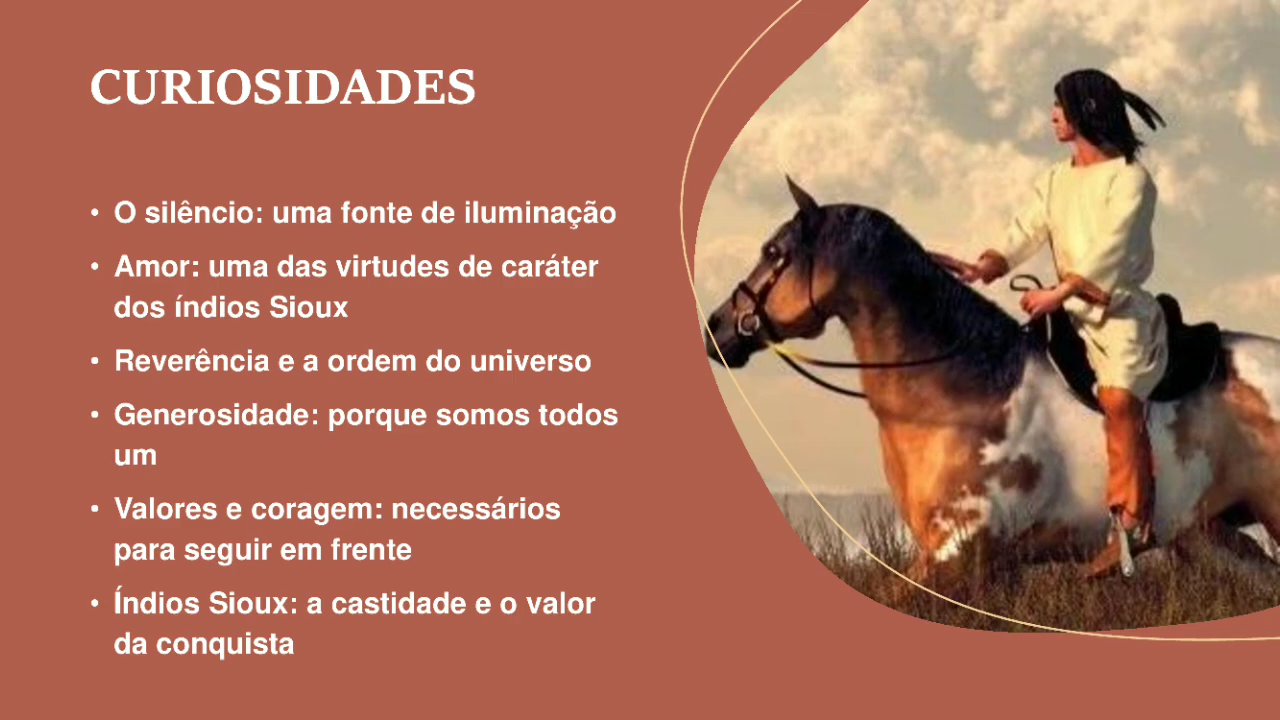 CURIOSIDADES
• O silêncio: uma fonte de iluminação
• Amor: uma das virtudes de caráter
dos índios Sioux
• Reverência e a ordem do universo
• Generosidade: porque somos todos
um
• Valores e coragem: necessários
para seguir em frente
• Índios Sioux: a castidade e o valor
da conquista